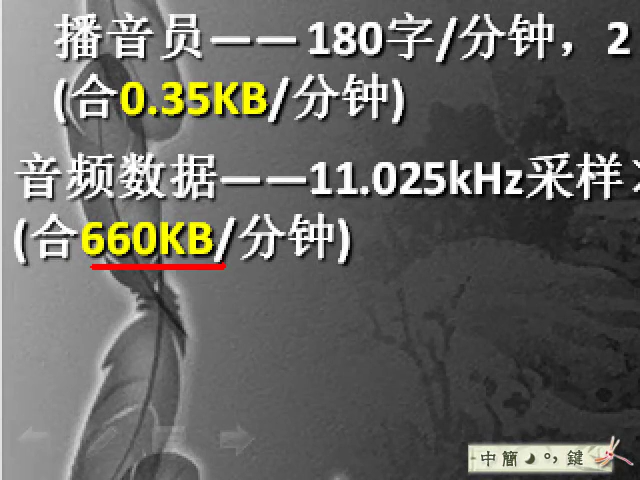 播音员——180字/分钟，2
(合0.35KB/分钟)
音频数据——11.025kHz采样
(合660KB/分钟)
中 簡 鍵